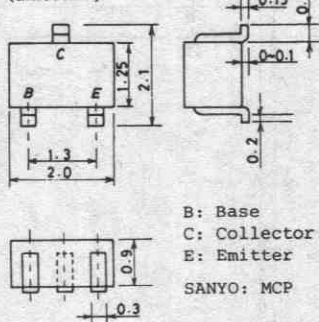 0.15
C
B
E
1.25
2.1
0~0.1
1.3
2.0
0.2
0.9
0.3
B: Base
C: Collector
E: Emitter
SANYO: MCP